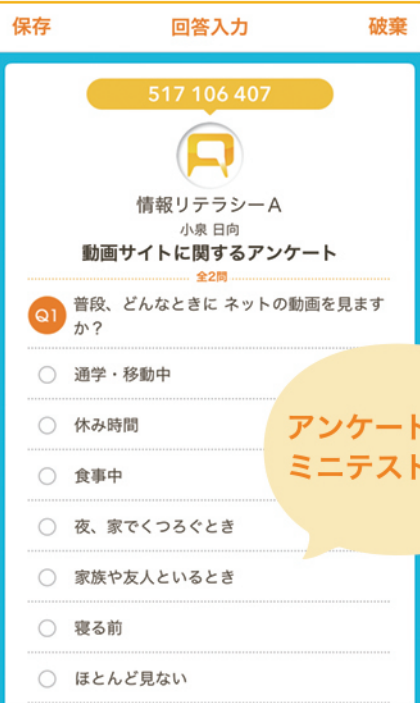 保存 回答入力 破棄
517 106 407
情報リテラシーA
小泉 日向
動画サイトに関するアンケート
全2問
Q1 普段、どんなときに ネットの動画を見ます
か？
通学・移動中
休み時間
食事中
夜、家でくつろぐとき
家族や友人といるとき
寝る前
ほとんど見ない
アンケート
ミニテスト